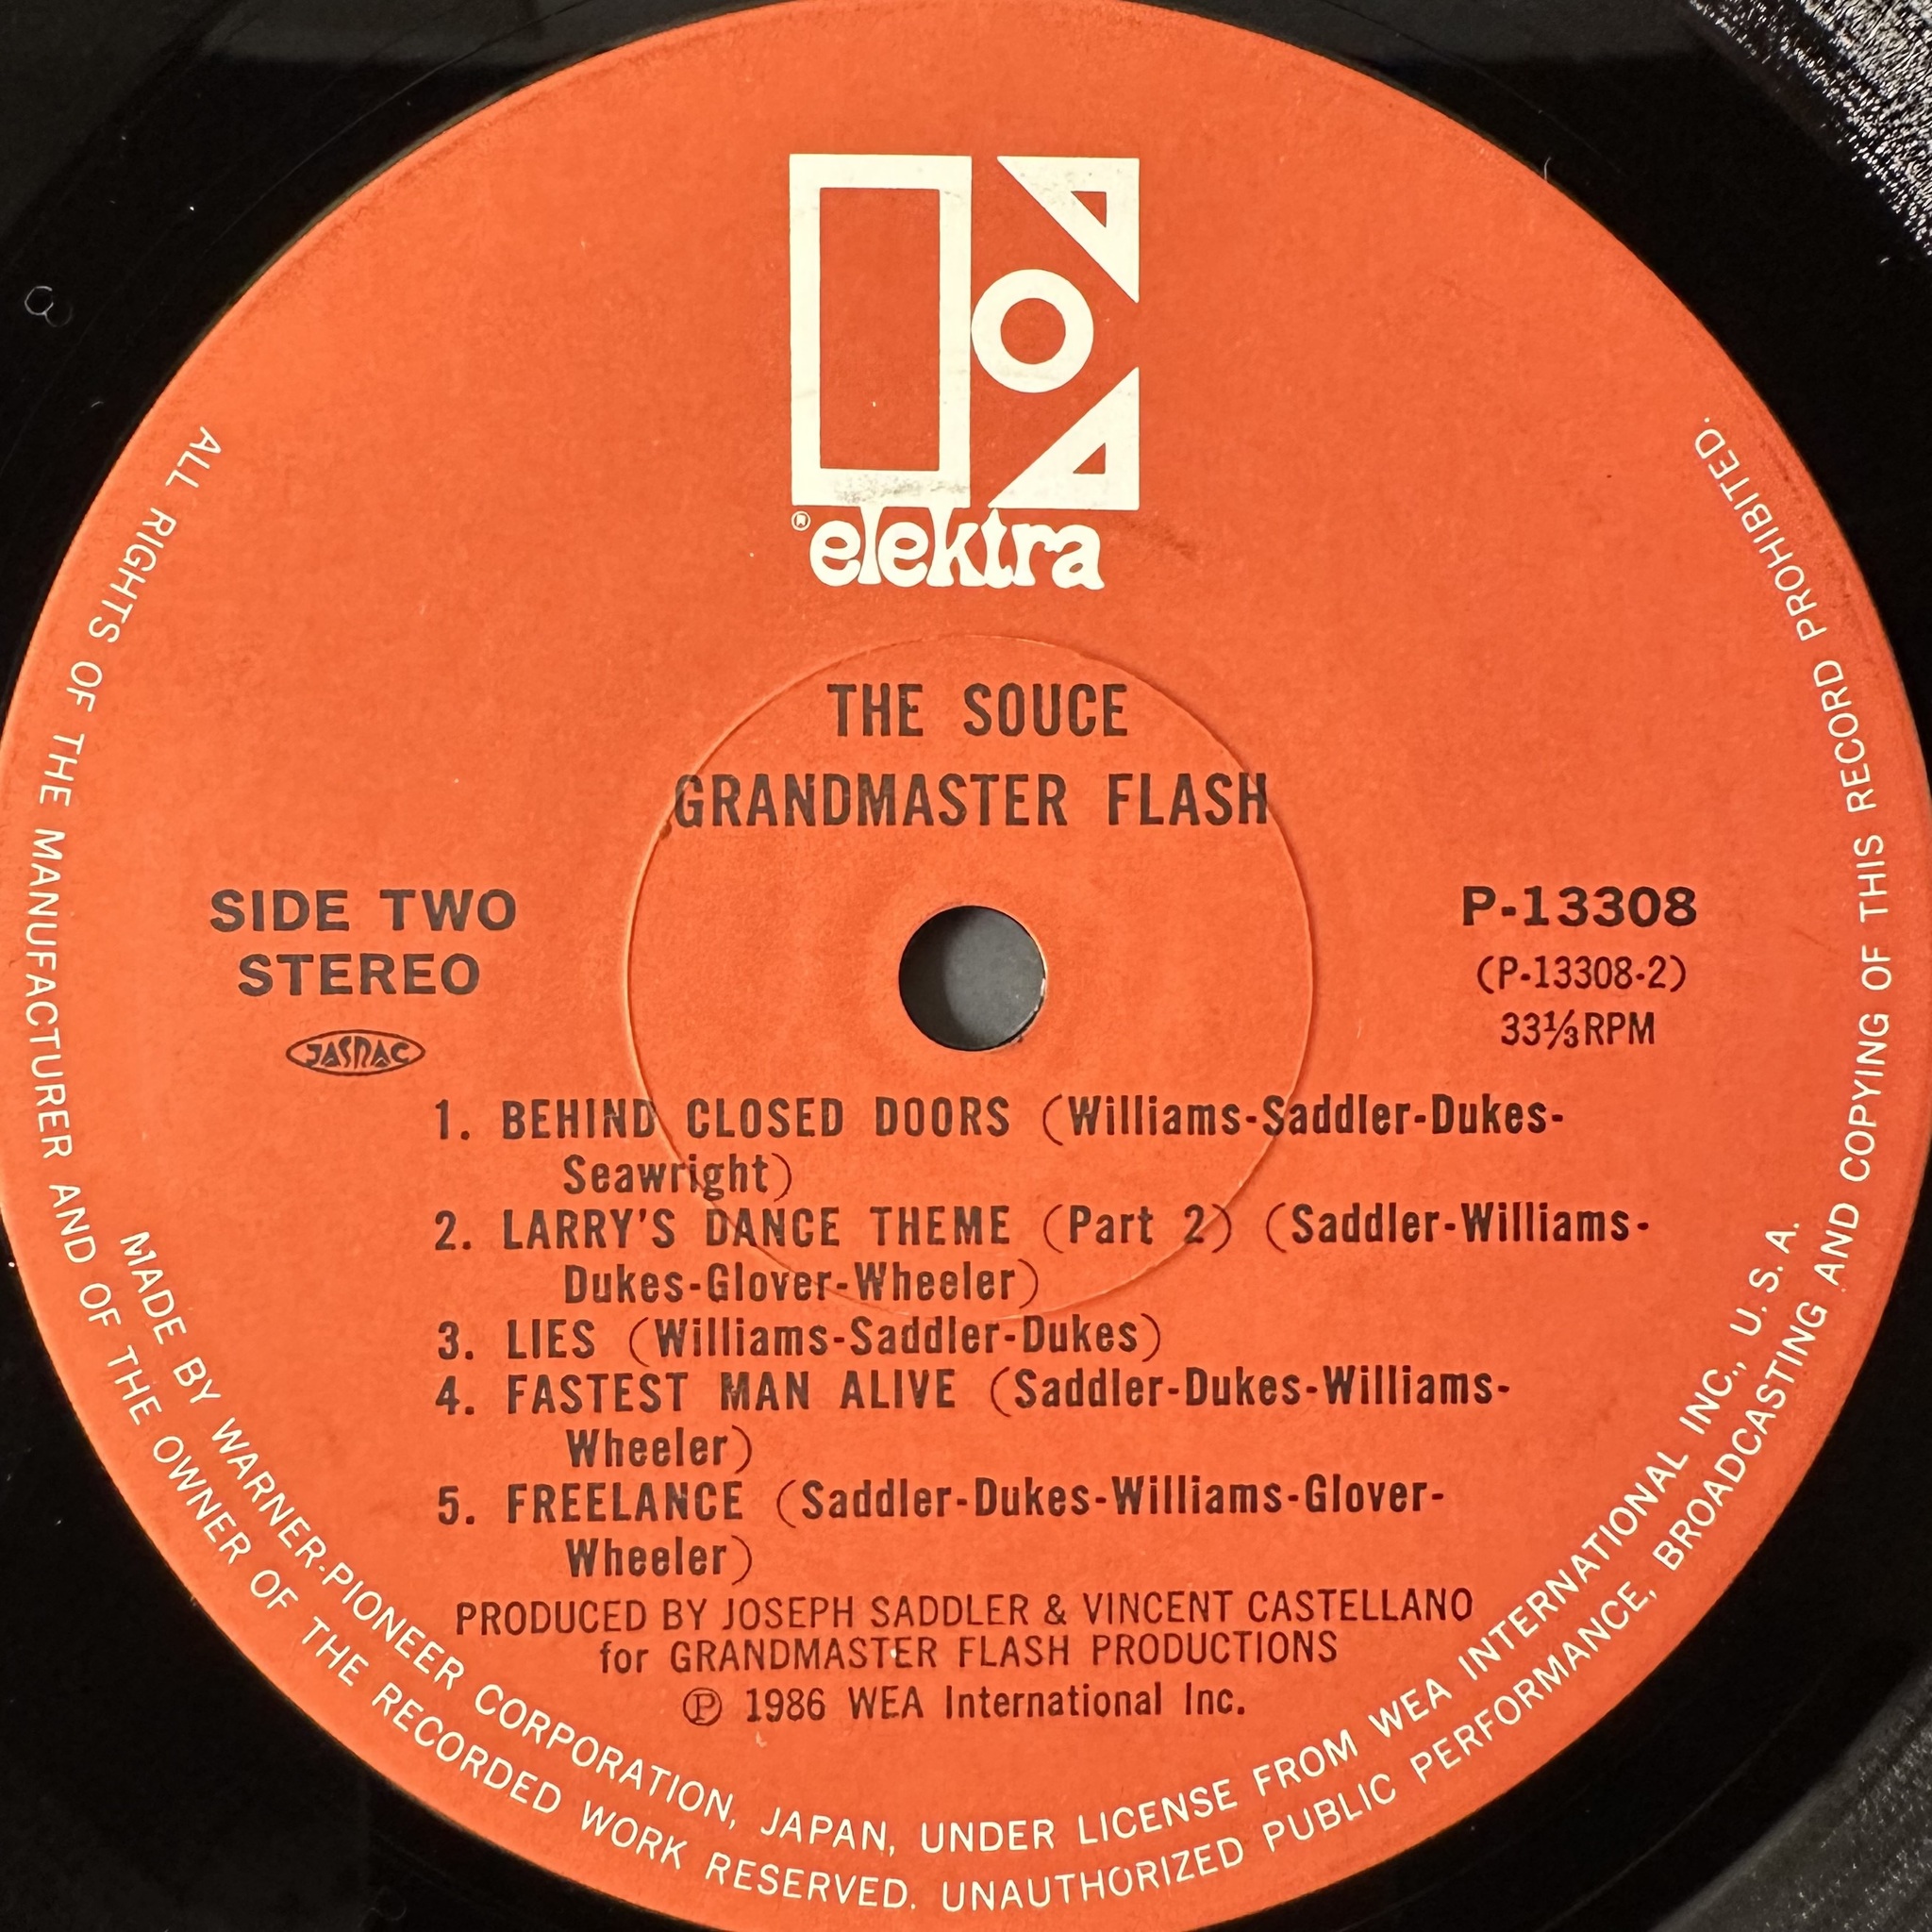 ® elektra
THE SOUCE
GRANDMASTER FLASH
SIDE TWO
STEREO
JASRAC
P-13308
(P-13308-2)
33⅓RPM
1. BEHIND CLOSED DOORS (Williams-Saddler-Dukes-
Seawright)
2. LARRY'S DANCE THEME (Part 2) (Saddler-Williams-
Dukes-Glover-Wheeler)
3. LIES (Williams-Saddler-Dukes)
4. FASTEST MAN ALIVE (Saddler-Dukes-Williams-
Wheeler)
5. FREELANCE (Saddler-Dukes-Williams-Glover-
Wheeler)
PRODUCED BY JOSEPH SADDLER & VINCENT CASTELLANO
for GRANDMASTER FLASH PRODUCTIONS
℗ 1986 WEA International Inc.
MADE BY WARNER-PIONEER CORPORATION, JAPAN, UNDER LICENSE FROM WEA INTERNATIONAL INC., U.S.A.
ALL RIGHTS OF THE MANUFACTURER AND OF THE OWNER OF THE RECORDED WORK RESERVED. UNAUTHORIZED PUBLIC PERFORMANCE, BROADCASTING AND COPYING OF THIS RECORD PROHIBITED.